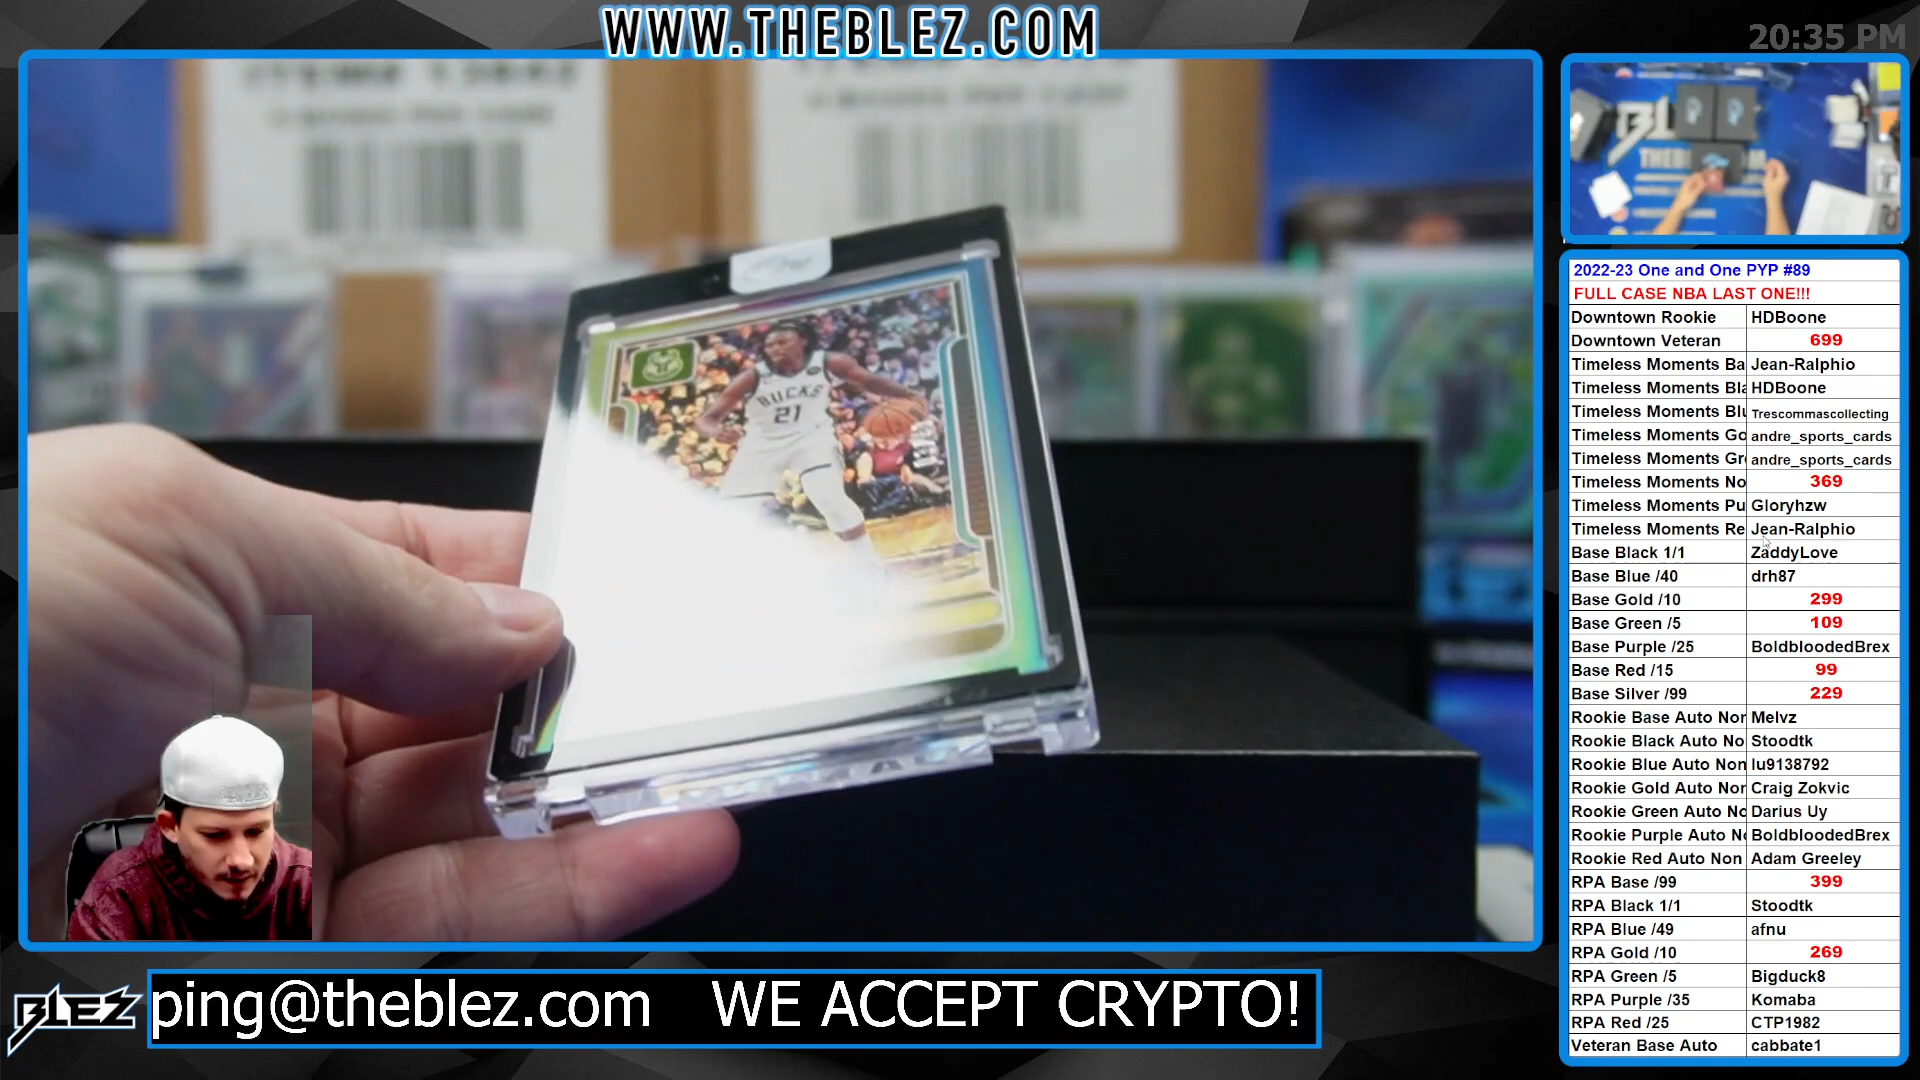 WWW.THEBLEZ.COM
20:35 PM
BUCKS
21
One
2022-23 One and One PYP #89
FULL CASE NBA LAST ONE!!!
Downtown Rookie HDBoone
Downtown Veteran 699
Timeless Moments Ba Jean-Ralphio
Timeless Moments Bla HDBoone
Timeless Moments Blu Trescommascollecting
Timeless Moments Go andre_sports_cards
Timeless Moments Gr andre_sports_cards
Timeless Moments No 369
Timeless Moments Pu Gloryhzw
Timeless Moments Re Jean-Ralphio
Base Black 1/1 ZaddyLove
Base Blue /40 drh87
Base Gold /10 299
Base Green /5 109
Base Purple /25 BoldbloodedBrex
Base Red /15 99
Base Silver /99 229
Rookie Base Auto Nor Melvz
Rookie Black Auto No Stoodtk
Rookie Blue Auto Non lu9138792
Rookie Gold Auto Nor Craig Zokvic
Rookie Green Auto No Darius Uy
Rookie Purple Auto N BoldbloodedBrex
Rookie Red Auto Non Adam Greeley
RPA Base /99 399
RPA Black 1/1 Stoodtk
RPA Blue /49 afnu
RPA Gold /10 269
RPA Green /5 Bigduck8
RPA Purple /35 Komaba
RPA Red /25 CTP1982
Veteran Base Auto cabbate1
BLEZ
ping@theblez.com WE ACCEPT CRYPTO!